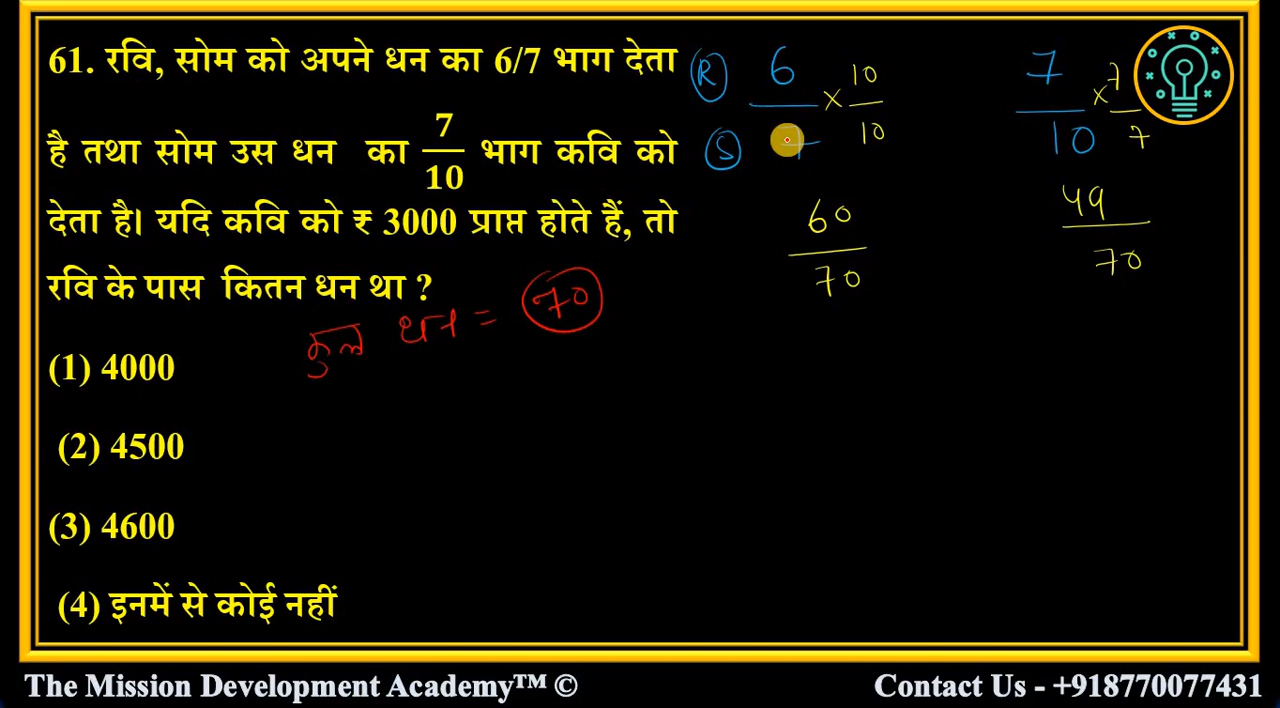 61. रवि, सोम को अपने धन का 6/7 भाग देता
है तथा सोम उस धन का 7/10 भाग कवि को
देता है। यदि कवि को ₹ 3000 प्राप्त होते हैं, तो
रवि के पास कितन धन था ?
(1) 4000
(2) 4500
(3) 4600
(4) इनमें से कोई नहीं
कुल धन = 70
R 6 × 10/10
S
60/70
7/10 × 7/7
49/70
The Mission Development Academy™ ©
Contact Us - +918770077431